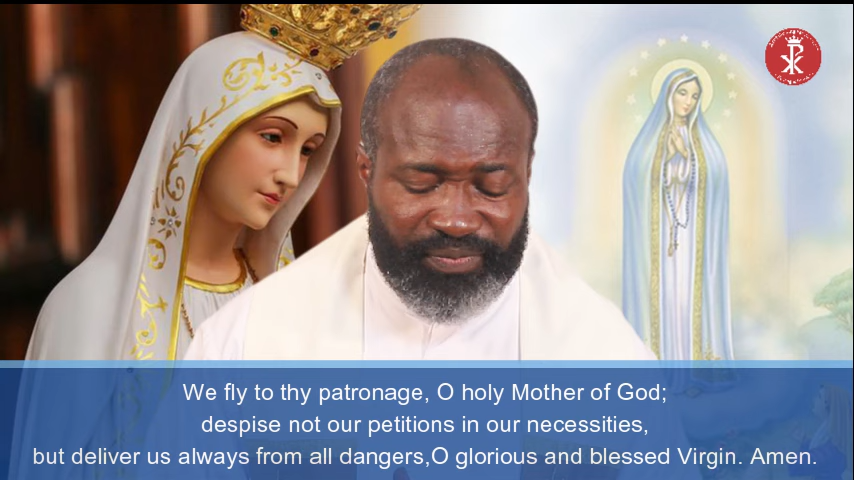 We fly to thy patronage, O holy Mother of God;
despise not our petitions in our necessities,
but deliver us always from all dangers,O glorious and blessed Virgin. Amen.